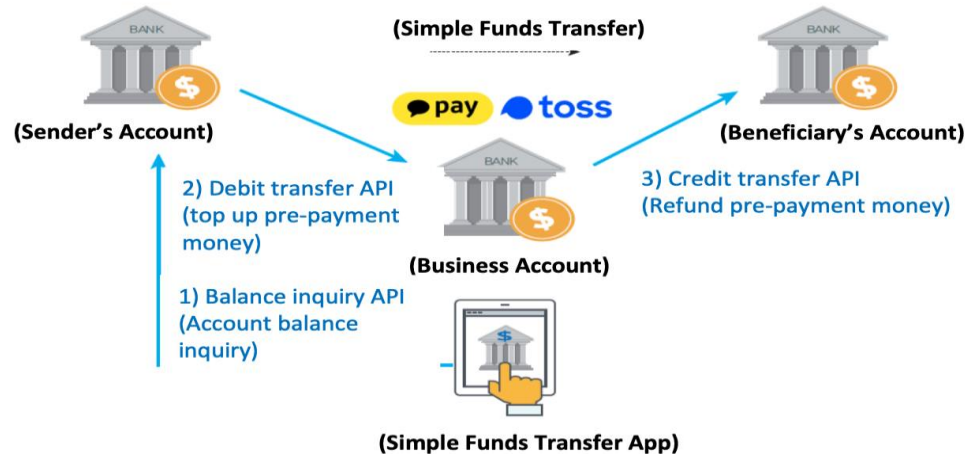 BANK
(Simple Funds Transfer)
BANK
$
$
pay
toss
(Sender's Account)
(Beneficiary's Account)
BANK
2) Debit transfer API
(top up pre-payment
money)
$
3) Credit transfer API
(Refund pre-payment money)
(Business Account)
1) Balance inquiry API
(Account balance
inquiry)
$
(Simple Funds Transfer App)